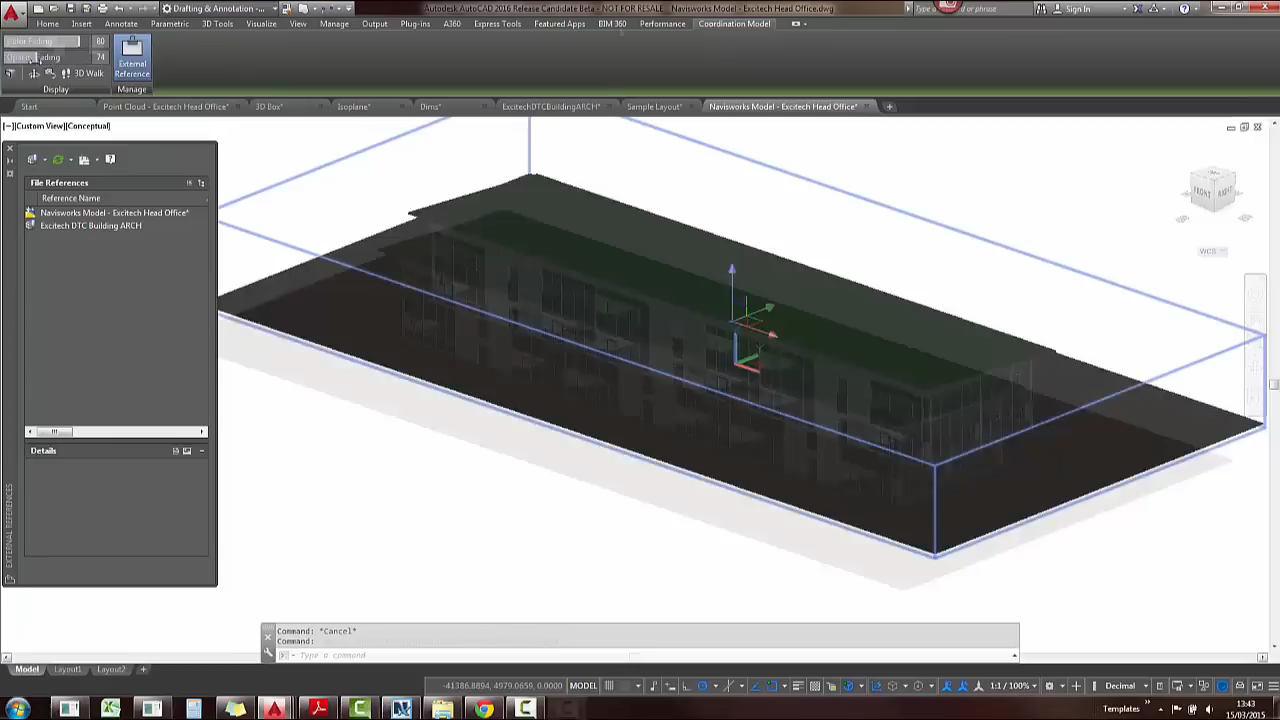 Drafting & Annotation
Autodesk AutoCAD 2016 Release Candidate Beta - NOT FOR RESALE
Navisworks Model - Excitech Head Office.dwg
Sign In
Home Insert Annotate Parametric 3D Tools Visualize View Manage Output Plug-ins A360 Express Tools Featured Apps BIM 360 Performance Coordination Model
80
Fading 74
3D Walk
External Reference
Display
Manage
Start Point Cloud - Excitech Head Office* 3D Box* Isoplane* Dims* ExcitechDTCBuildingARCH* Sample Layout* Navisworks Model - Excitech Head Office*
[−][Custom View][Conceptual]
File References
Reference Name
Navisworks Model - Excitech Head Office*
Excitech DTC Building ARCH
FRONT RIGHT
WCS
Details
EXTERNAL REFERENCES
Command: *Cancel*
Command:
Type a command
Model Layout1 Layout2
-41386.8894, 4979.0659, 0.0000 MODEL 1:1 / 100% Decimal
Templates
13:43
15/03/2015